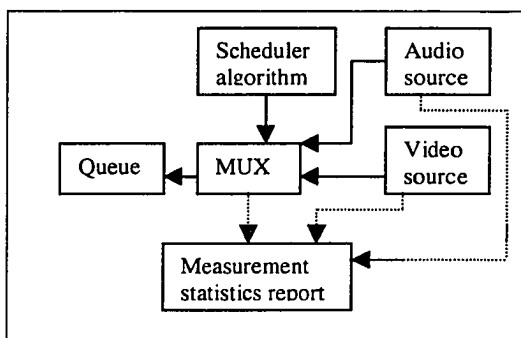 Scheduler
algorithm
Audio
source
Queue
MUX
Video
source
Measurement
statistics report